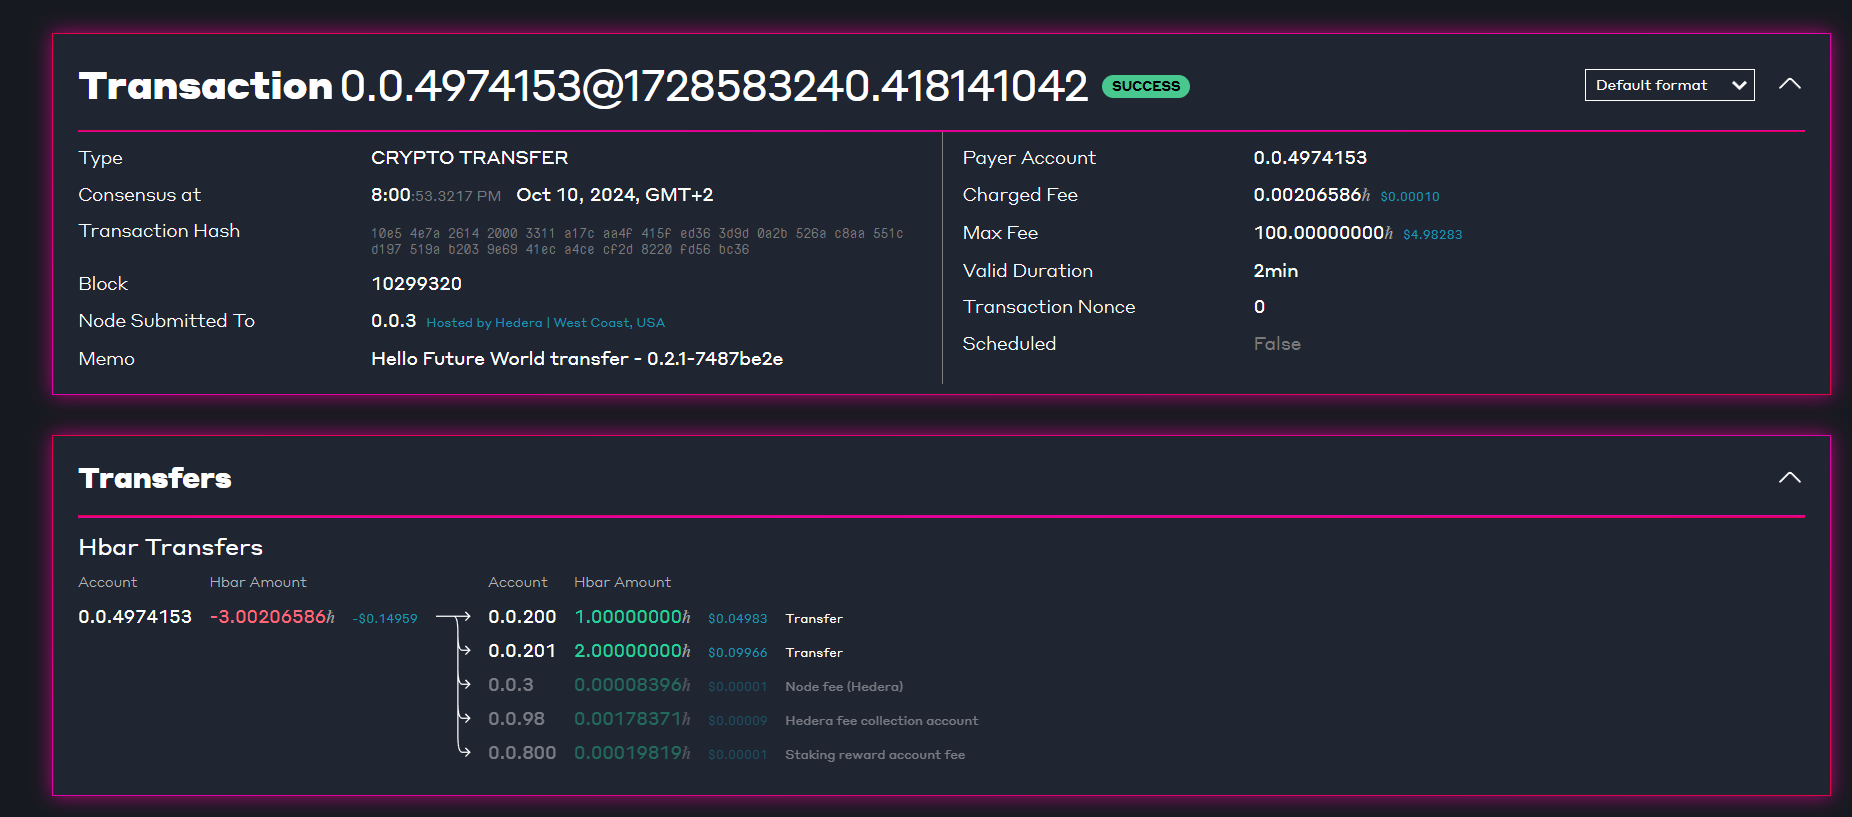 Transaction 0.0.4974153@1728583240.418141042 SUCCESS
Default format
Type CRYPTO TRANSFER
Consensus at 8:00:53.3217 PM Oct 10, 2024, GMT+2
Transaction Hash 10e5 4e7a 2614 2000 3311 a17c aa4f 415f ed36 3d9d 0a2b 526a c8aa 551c
d197 519a b203 9e69 41ec a4ce cf2d 8220 fd56 bc36
Block 10299320
Node Submitted To 0.0.3 Hosted by Hedera | West Coast, USA
Memo Hello Future World transfer - 0.2.1-7487be2e
Payer Account 0.0.4974153
Charged Fee 0.00206586ℏ $0.00010
Max Fee 100.00000000ℏ $4.98283
Valid Duration 2min
Transaction Nonce 0
Scheduled False
Transfers
Hbar Transfers
Account Hbar Amount Account Hbar Amount
0.0.4974153 -3.00206586ℏ -$0.14959 0.0.200 1.00000000ℏ $0.04983 Transfer
0.0.201 2.00000000ℏ $0.09966 Transfer
0.0.3 0.00008396ℏ $0.00001 Node fee (Hedera)
0.0.98 0.00178371ℏ $0.00009 Hedera fee collection account
0.0.800 0.00019819ℏ $0.00001 Staking reward account fee